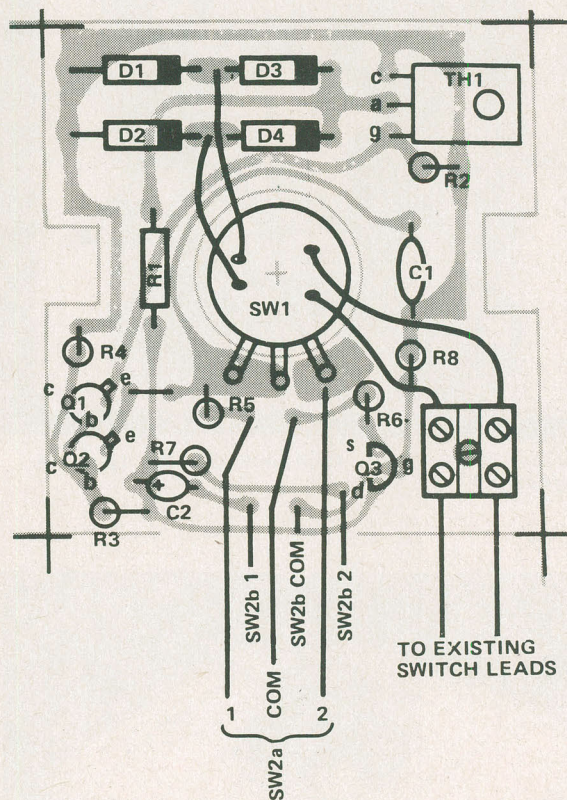 D1
D3
c
TH1
a
D2
D4
g
R2
R1
C1
SW1
R4
R8
c
e
Q1
b
R5
R6
e
s
R7
Q2
Q3
g
c
b
+
d
C2
R3
SW2b 1
SW2b COM
SW2b 2
TO EXISTING
SWITCH LEADS
1
COM
2
SW2a